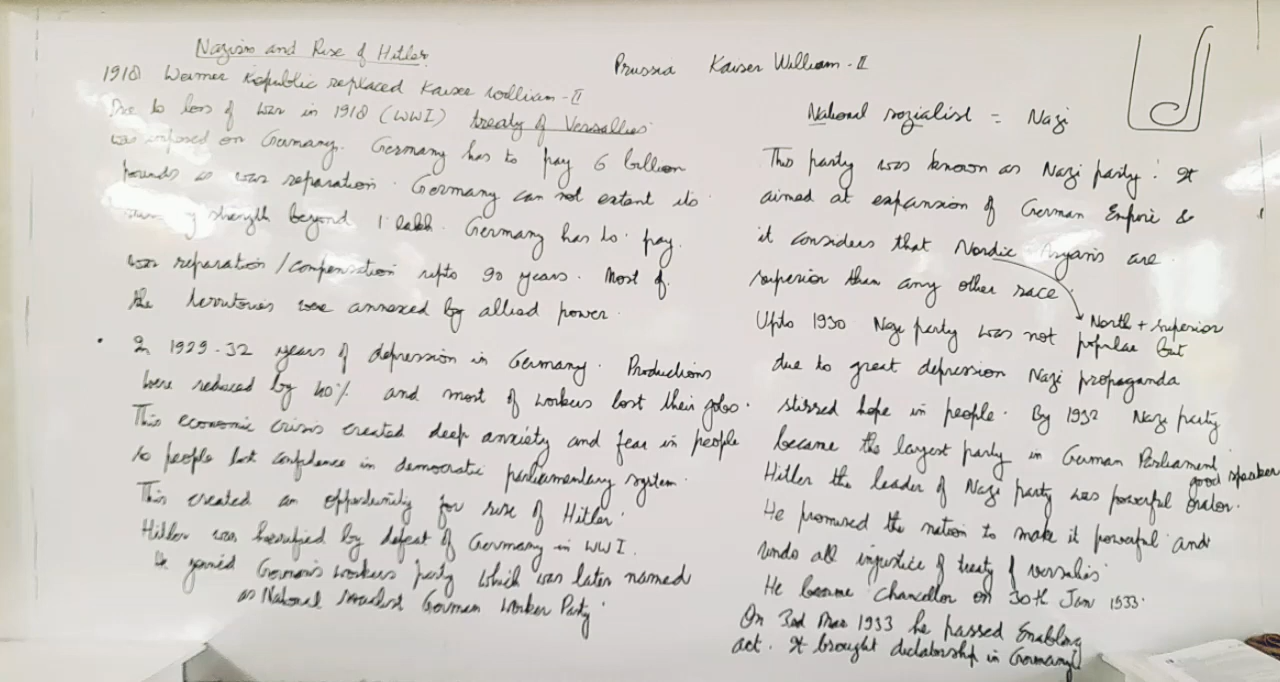 Nazism and Rise of Hitler
1918 Weimer Republic replaced Kaiser William-II
Due to loss of war in 1918 (WWI) treaty of Versallies
was imposed on Germany. Germany has to pay 6 billion
pounds as war reparation. Germany can not extant its
strength beyond 1 lakh. Germany has to pay
war reparation/compensation upto 90 years. Most of
the territories were annexed by allied power.
• In 1929-32 years of depression in Germany. Productions
were reduced by 40% and most of workers lost their jobs.
This economic crisis created deep anxiety and fear in people
so people lost confidence in democratic parliamentary system.
This created an opportunity for rise of Hitler.
Hitler was horrified by defeat of Germany in WWI.
He joined German's workers party which was later named
as National Socialist German Worker Party.
Prussia Kaiser William-II
National sozialist = Nazi
This party was known as Nazi party. It
aimed at expansion of German Empire &
it considers that Nordic Aryans are
superior than any other race.
North + superior
Upto 1930 Nazi party was not popular but
due to great depression Nazi propaganda
stirred hope in people. By 1932 Nazi party
became the largest party in German Parliament
good speaker
Hitler the leader of Nazi party was powerful orator.
He promised the nation to make it powerful and
undo all injustice of treaty of versalies
He became Chancellor on 30th Jan 1933.
On 3rd Mar 1933 he passed Enabling
act. It brought dictatorship in Germany